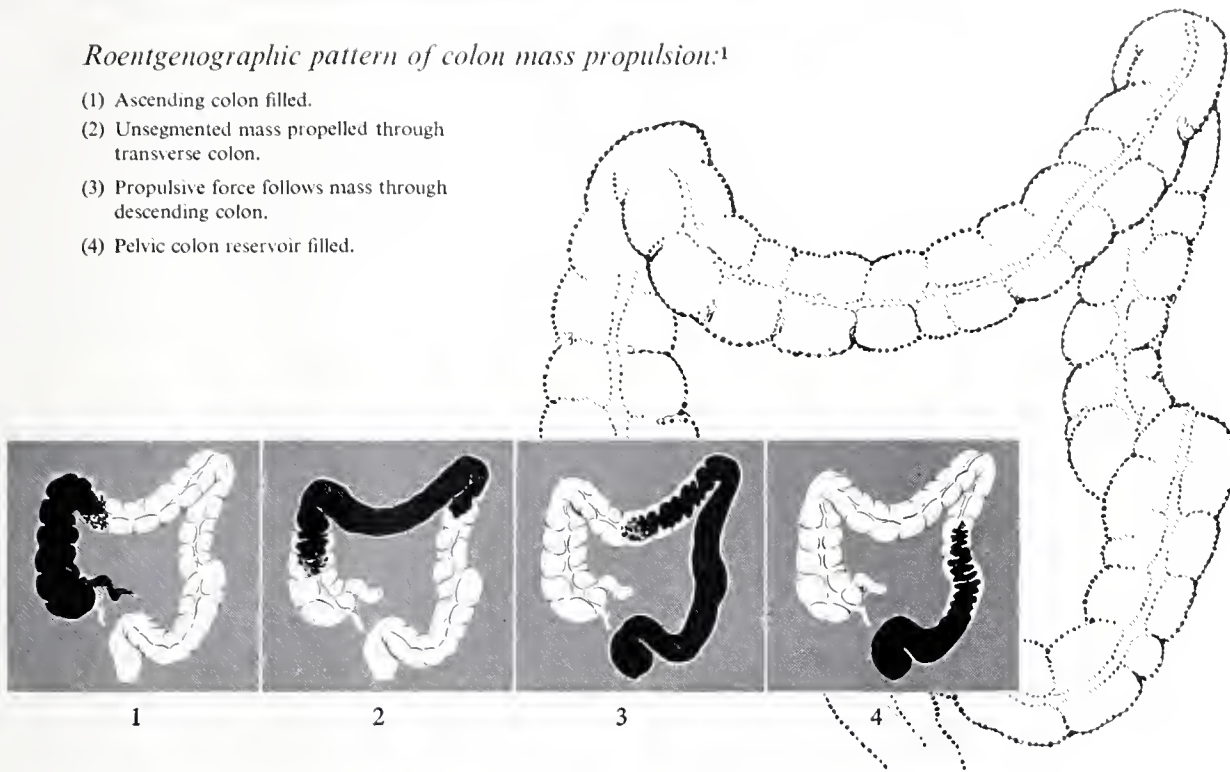 Roentgenographic pattern of colon mass propulsion:1
(1) Ascending colon filled.
(2) Unsegmented mass propelled through
transverse colon.
(3) Propulsive force follows mass through
descending colon.
(4) Pelvic colon reservoir filled.
1
2
3
4